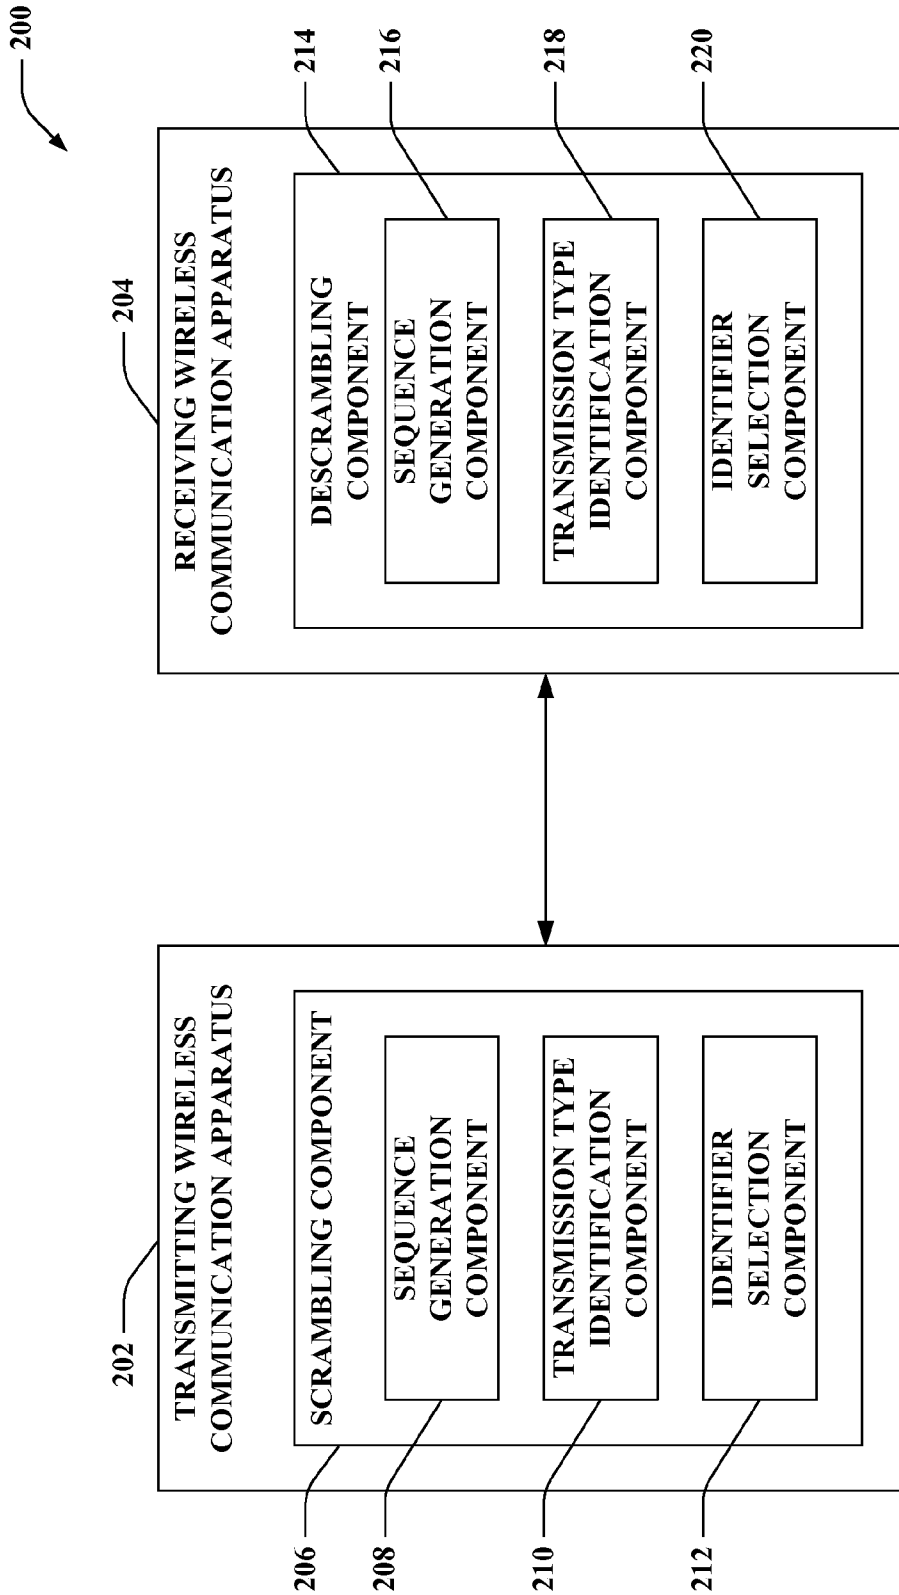 200
202
TRANSMITTING WIRELESS
COMMUNICATION APPARATUS
206
SCRAMBLING COMPONENT
208
SEQUENCE
GENERATION
COMPONENT
210
TRANSMISSION TYPE
IDENTIFICATION
COMPONENT
212
IDENTIFIER
SELECTION
COMPONENT
204
RECEIVING WIRELESS
COMMUNICATION APPARATUS
214
DESCRAMBLING
COMPONENT
216
SEQUENCE
GENERATION
COMPONENT
218
TRANSMISSION TYPE
IDENTIFICATION
COMPONENT
220
IDENTIFIER
SELECTION
COMPONENT